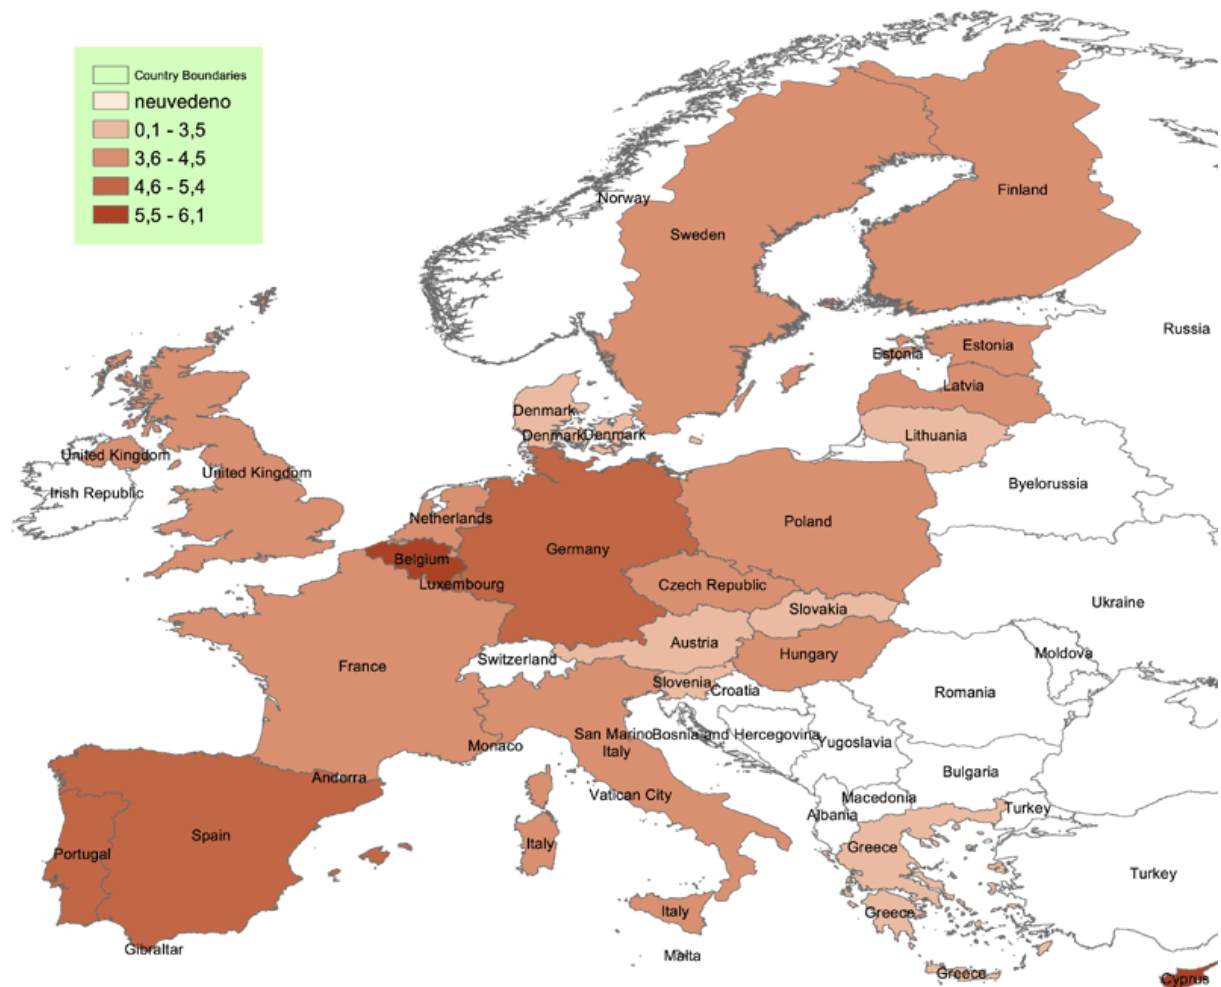 Country Boundaries
neuvedeno
0,1 - 3,5
3,6 - 4,5
4,6 - 5,4
5,5 - 6,1
Norway
Finland
Sweden
Russia
Estonia
Estonia
Latvia
Denmark
Denmark
Denmark
Lithuania
United Kingdom
United Kingdom
Irish Republic
Byelorussia
Netherlands
Poland
Germany
Belgium
Luxembourg
Czech Republic
Slovakia
Ukraine
Austria
Hungary
Moldova
France
Switzerland
Slovenia
Croatia
Romania
San Marino
Bosnia and Hercegovina
Yugoslavia
Monaco
Italy
Bulgaria
Andorra
Vatican City
Macedonia
Albania
Turkey
Spain
Italy
Greece
Portugal
Turkey
Italy
Greece
Gibraltar
Malta
Greece
Cyprus